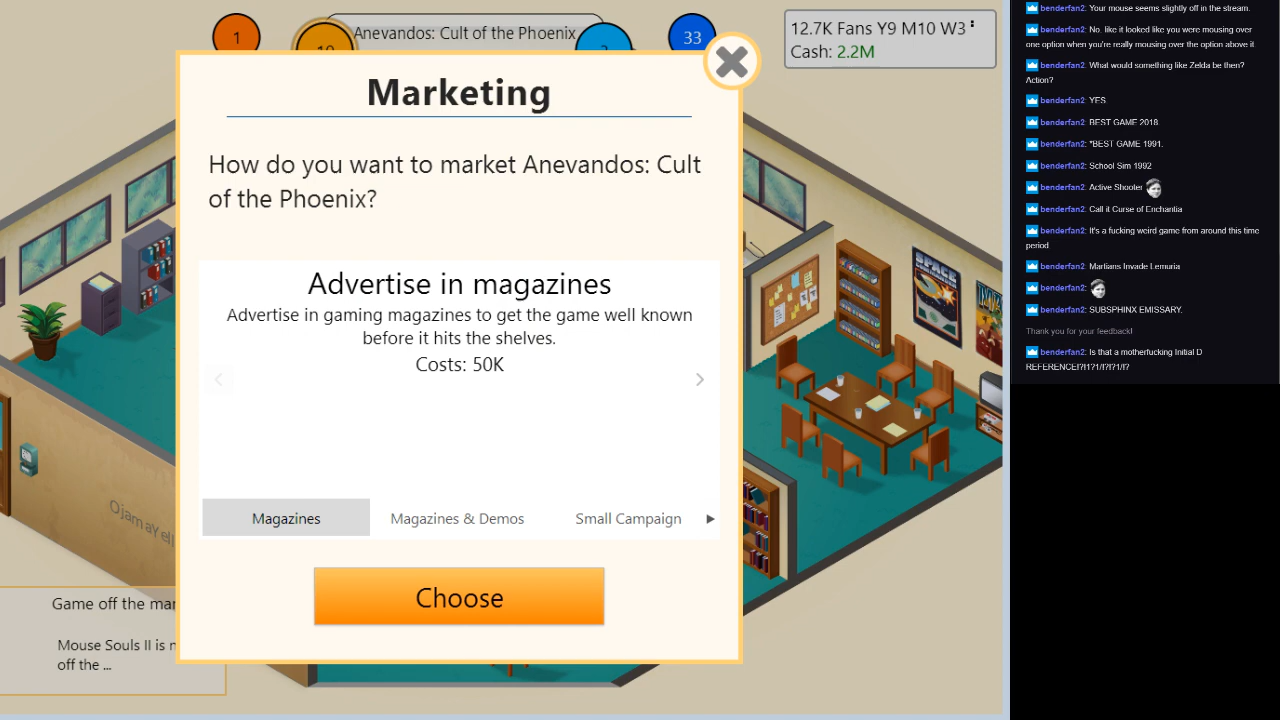 1
Anevandos: Cult of the Phoenix
33
12.7K Fans Y9 M10 W3
Cash: 2.2M
Marketing
How do you want to market Anevandos: Cult
of the Phoenix?
Advertise in magazines
Advertise in gaming magazines to get the game well known
before it hits the shelves.
Costs: 50K
Magazines
Magazines & Demos
Small Campaign
Choose
SPACE
Game off the mar
Mouse Souls II is n
off the ...
benderfan2: Your mouse seems slightly off in the stream.
benderfan2: No. like it looked like you were mousing over
one option when you're really mousing over the option above it
benderfan2: What would something like Zelda be then?
Action?
benderfan2: YES.
benderfan2: BEST GAME 2018.
benderfan2: *BEST GAME 1991.
benderfan2: School Sim 1992
benderfan2: Active Shooter
benderfan2: Call it Curse of Enchantia
benderfan2: It's a fucking weird game from around this time
period
benderfan2: Martians Invade Lemuria
benderfan2:
benderfan2: SUBSPHINX EMISSARY.
Thank you for your feedback!
benderfan2: Is that a motherfucking Initial D